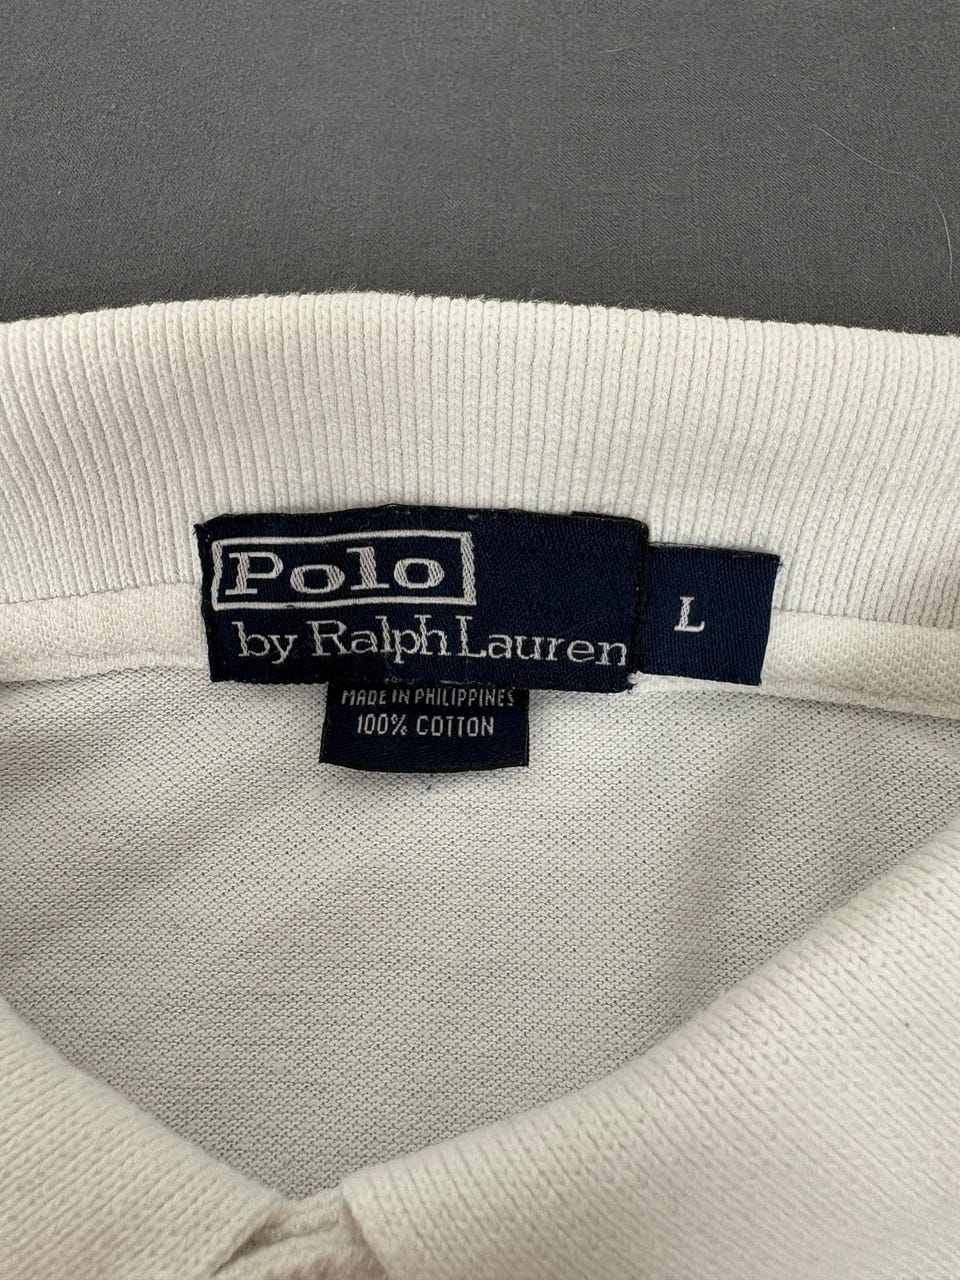 Polo
by Ralph Lauren
L
MADE IN PHILIPPINES
100% COTTON